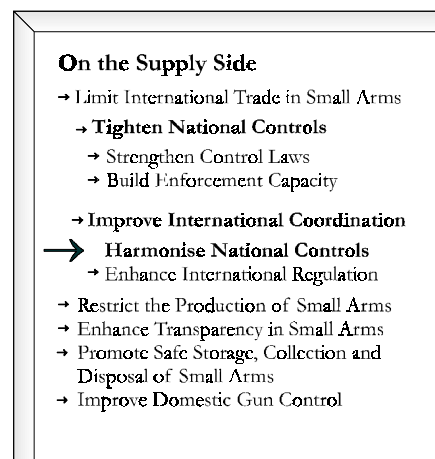 On the Supply Side
→ Limit International Trade in Small Arms
→ Tighten National Controls
→ Strengthen Control Laws
→ Build Enforcement Capacity
→ Improve International Coordination
→ Harmonise National Controls
→ Enhance International Regulation
→ Restrict the Production of Small Arms
→ Enhance Transparency in Small Arms
→ Promote Safe Storage, Collection and
Disposal of Small Arms
→ Improve Domestic Gun Control